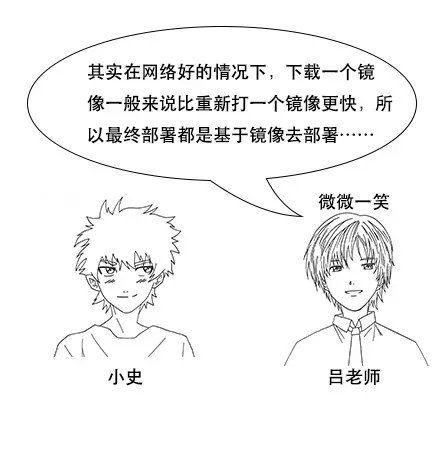 其实在网络好的情况下，下载一个镜
像一般来说比重新打一个镜像更快，所
以最终部署都是基于镜像去部署……
微微一笑
小史
吕老师